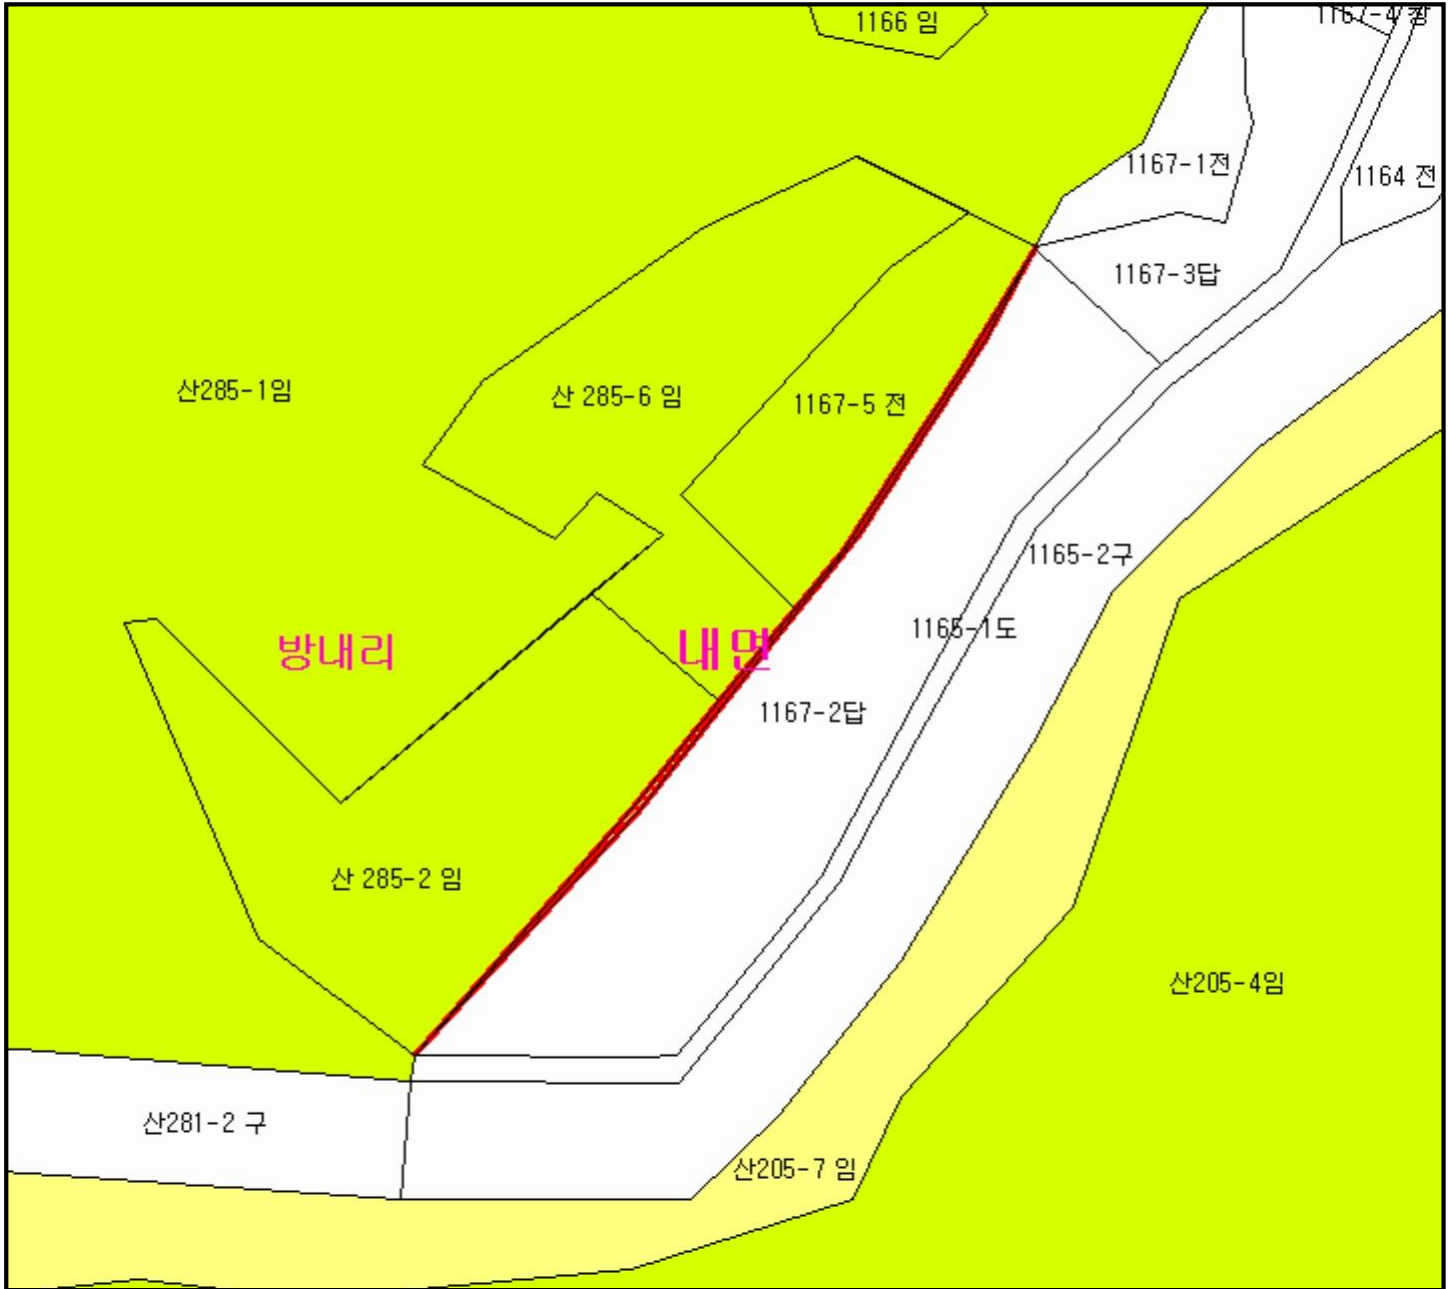 1166 임
1167-1전
1164 전
1167-3답
산285-1임
산 285-6 임
1167-5 전
1165-2구
1165-1도
방내리
내면
1167-2답
산 285-2 임
산205-4임
산281-2 구
산205-7 임